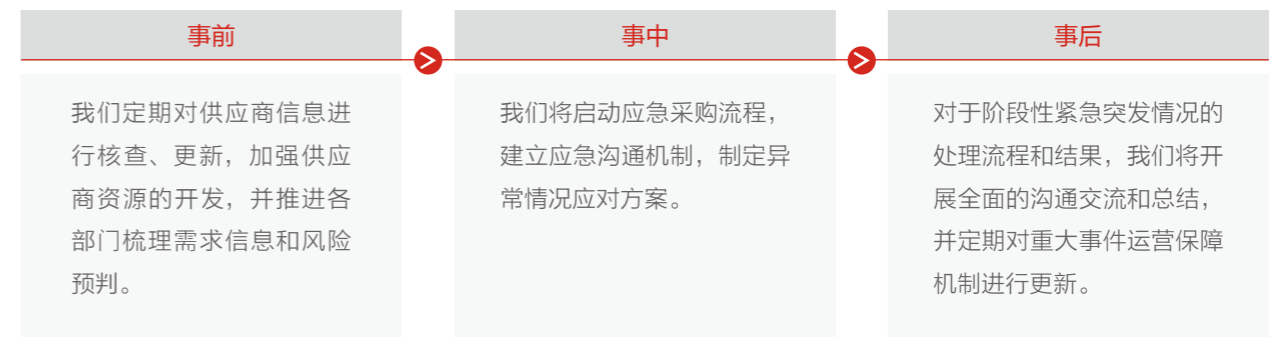 事前
我们定期对供应商信息进
行核查、更新，加强供应
商资源的开发，并推进各
部门梳理需求信息和风险
预判。
事中
我们将启动应急采购流程，
建立应急沟通机制，制定异
常情况应对方案。
事后
对于阶段性紧急突发情况的
处理流程和结果，我们将开
展全面的沟通交流和总结，
并定期对重大事件运营保障
机制进行更新。